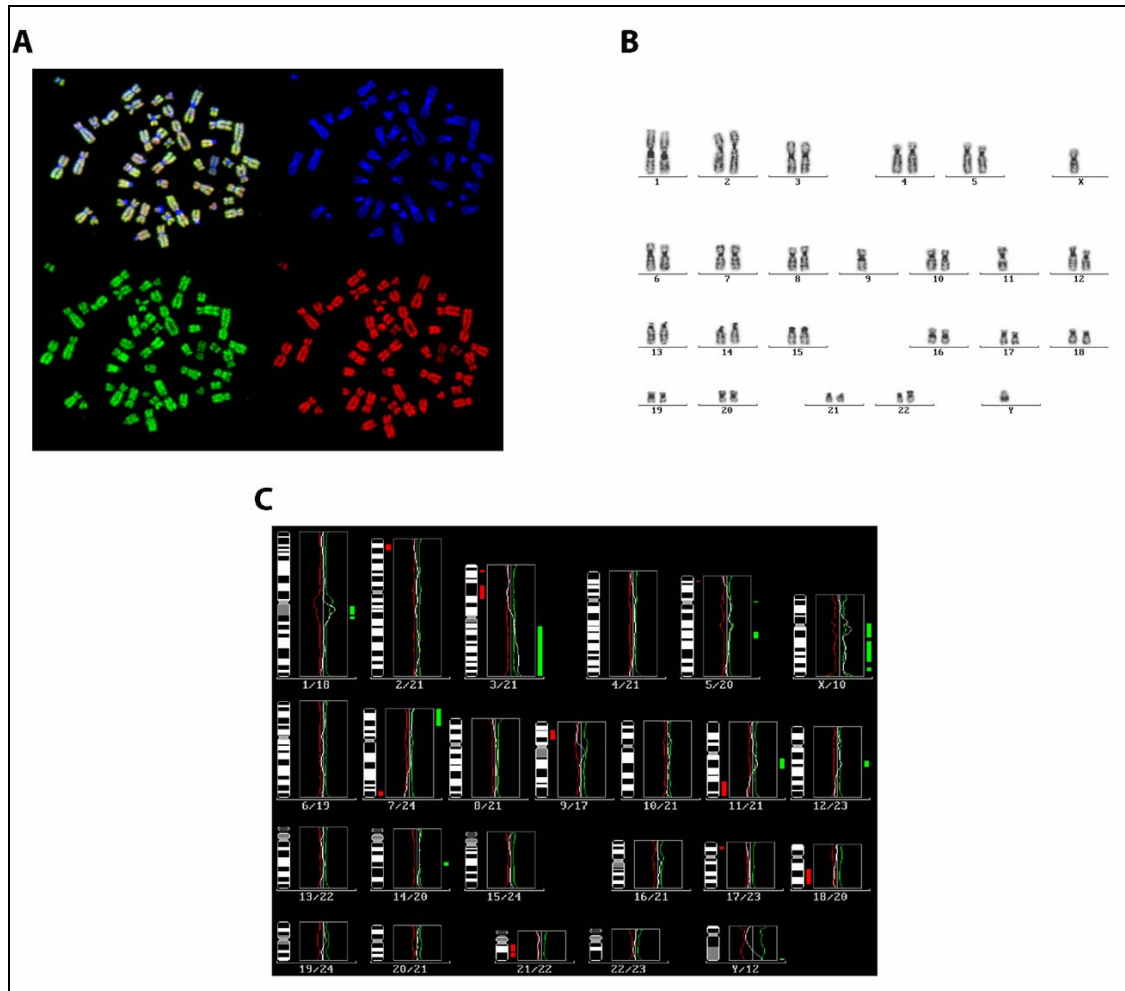 A
B
1 2 3 4 5 X
6 7 8 9 10 11 12
13 14 15 16 17 18
19 20 21 22 Y
C
1/18 2/21 3/21 4/21 5/20 X/10
6/19 7/24 8/21 9/17 10/21 11/21 12/23
13/22 14/20 15/24 16/21 17/23 18/20
19/24 20/21 21/22 22/23 Y/12